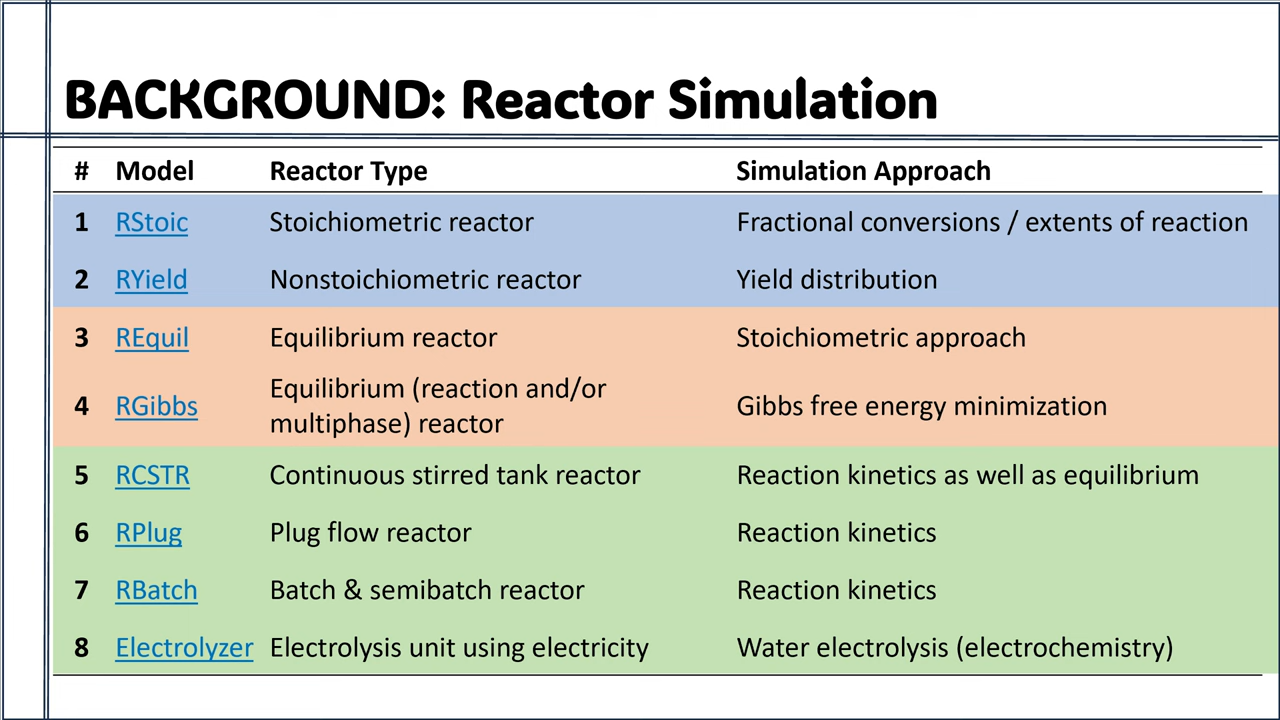 BACKGROUND: Reactor Simulation
# Model Reactor Type Simulation Approach
1 RStoic Stoichiometric reactor Fractional conversions / extents of reaction
2 RYield Nonstoichiometric reactor Yield distribution
3 REquil Equilibrium reactor Stoichiometric approach
4 RGibbs Equilibrium (reaction and/or
multiphase) reactor Gibbs free energy minimization
5 RCSTR Continuous stirred tank reactor Reaction kinetics as well as equilibrium
6 RPlug Plug flow reactor Reaction kinetics
7 RBatch Batch & semibatch reactor Reaction kinetics
8 Electrolyzer Electrolysis unit using electricity Water electrolysis (electrochemistry)